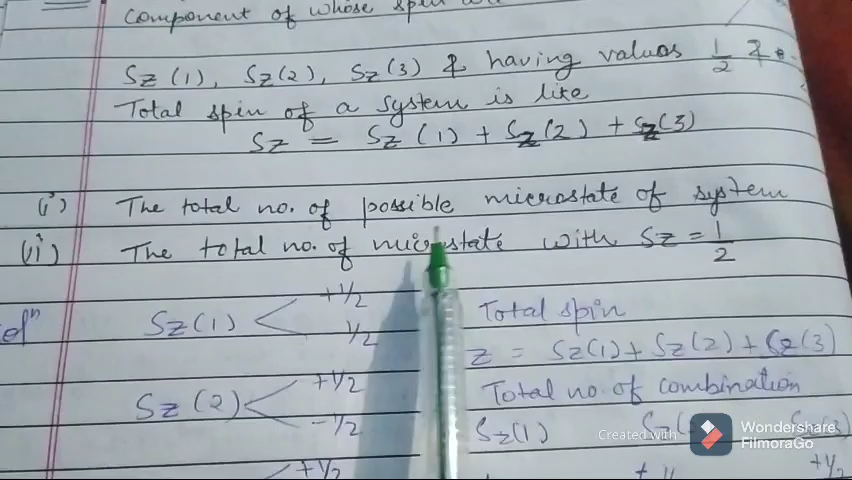 component of whose spin
Sz (1), Sz(2), Sz (3) & having values 1/2 &
Total spin of a system is like
Sz = Sz (1) + Sz (2) + Sz(3)
(i) The total no. of possible microstate of system
(ii) The total no. of microstate with Sz = 1/2
Solⁿ
Sz(1) < +1/2
1/2
Sz (2) < +1/2
-1/2
+1/2
Total spin
z = Sz(1) + Sz(2) + Sz(3)
Total no. of combination
Sz(1) Sz( Sz(3)
+1/2
Created with Wondershare FilmoraGo